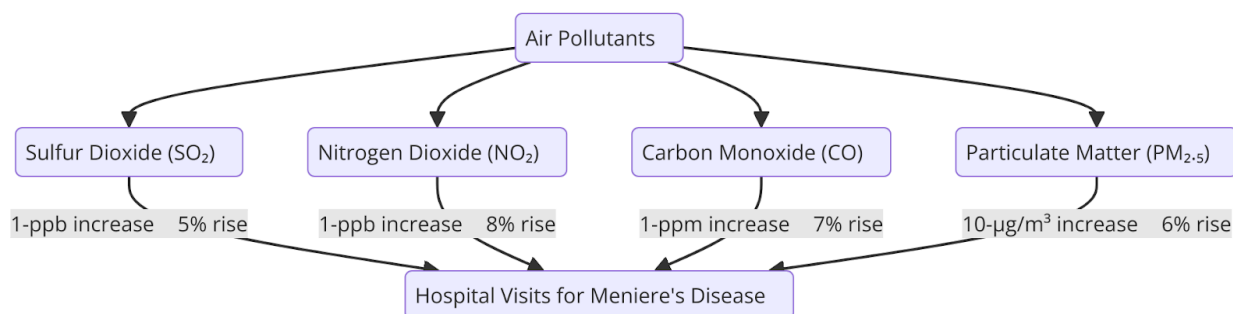 Air Pollutants
Sulfur Dioxide (SO₂)
Nitrogen Dioxide (NO₂)
Carbon Monoxide (CO)
Particulate Matter (PM₂.₅)
1-ppb increase 5% rise
1-ppb increase 8% rise
1-ppm increase 7% rise
10-µg/m³ increase 6% rise
Hospital Visits for Meniere's Disease